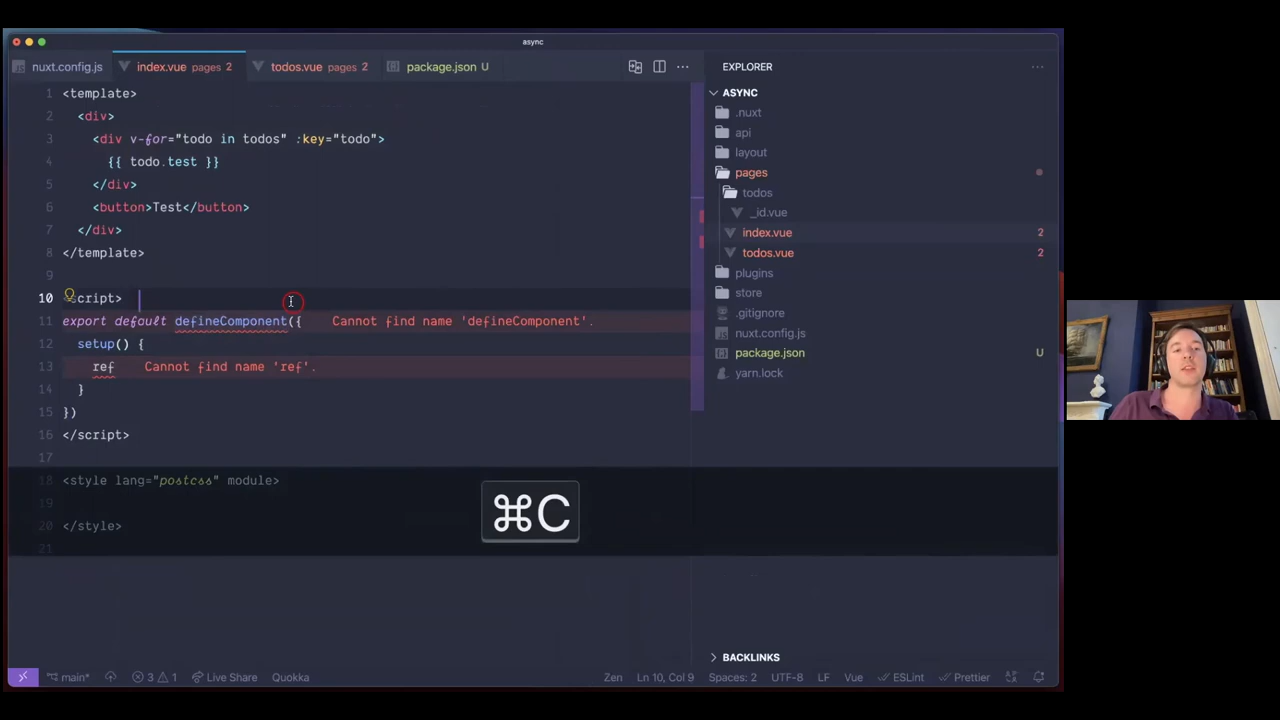 async
nuxt.config.js
index.vue pages 2
todos.vue pages 2
package.json U
EXPLORER
1 <template>
2 <div>
3 <div v-for="todo in todos" :key="todo">
4 {{ todo.test }}
5 </div>
6 <button>Test</button>
7 </div>
8 </template>
9
10 cript>
11 export default defineComponent({ Cannot find name 'defineComponent'.
12 setup() {
13 ref Cannot find name 'ref'.
14 }
15 })
16 </script>
17
18 <style lang="postcss" module>
19
20 </style>
21
⌘C
ASYNC
.nuxt
api
layout
pages
todos
_id.vue
index.vue 2
todos.vue 2
plugins
store
.gitignore
nuxt.config.js
package.json U
yarn.lock
BACKLINKS
main* 3 1 Live Share Quokka Zen Ln 10, Col 9 Spaces: 2 UTF-8 LF Vue ESLint Prettier